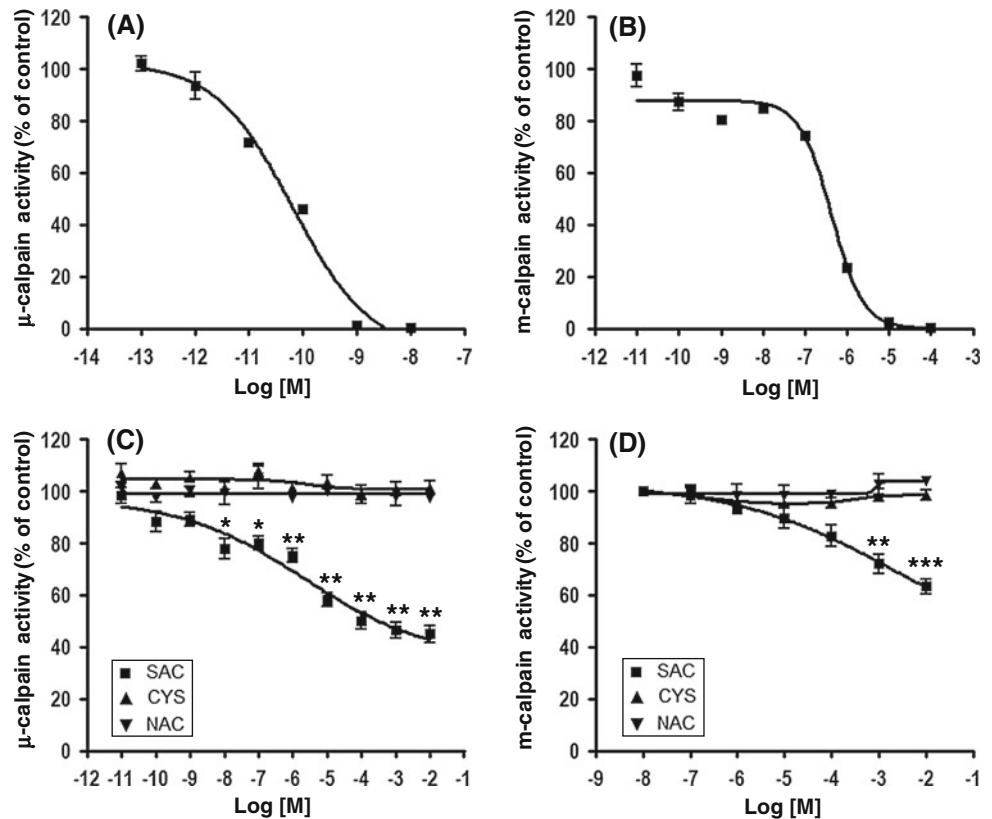 (A)
μ-calpain activity (% of control)
120
100
80
60
40
20
0
-14 -13 -12 -11 -10 -9 -8 -7
Log [M]
(B)
m-calpain activity (% of control)
120
100
80
60
40
20
0
-12 -11 -10 -9 -8 -7 -6 -5 -4 -3
Log [M]
(C)
μ-calpain activity (% of control)
120
100
80
60
40
20
0
* * ** ** ** ** **
SAC
CYS
NAC
-12 -11 -10 -9 -8 -7 -6 -5 -4 -3 -2 -1
Log [M]
(D)
m-calpain activity (% of control)
120
100
80
60
40
20
0
** ***
SAC
CYS
NAC
-9 -8 -7 -6 -5 -4 -3 -2 -1
Log [M]